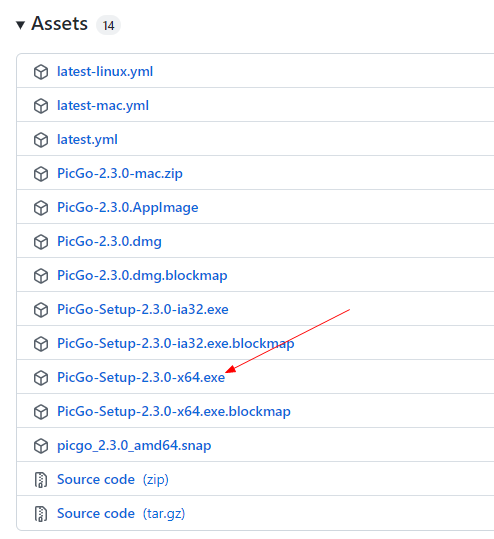 Assets 14
latest-linux.yml
latest-mac.yml
latest.yml
PicGo-2.3.0-mac.zip
PicGo-2.3.0.AppImage
PicGo-2.3.0.dmg
PicGo-2.3.0.dmg.blockmap
PicGo-Setup-2.3.0-ia32.exe
PicGo-Setup-2.3.0-ia32.exe.blockmap
PicGo-Setup-2.3.0-x64.exe
PicGo-Setup-2.3.0-x64.exe.blockmap
picgo_2.3.0_amd64.snap
Source code (zip)
Source code (tar.gz)